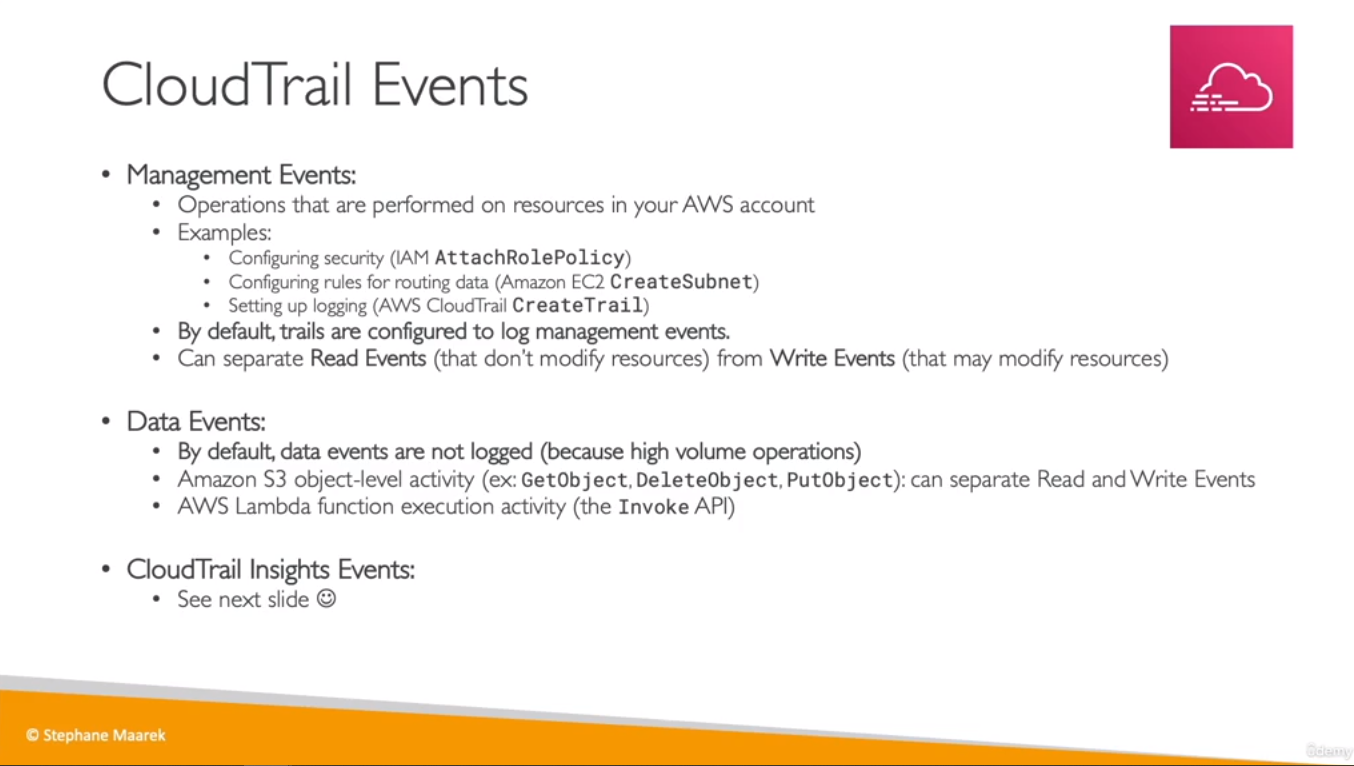 CloudTrail Events
• Management Events:
• Operations that are performed on resources in your AWS account
• Examples:
• Configuring security (IAM AttachRolePolicy)
• Configuring rules for routing data (Amazon EC2 CreateSubnet)
• Setting up logging (AWS CloudTrail CreateTrail)
• By default, trails are configured to log management events.
• Can separate Read Events (that don't modify resources) from Write Events (that may modify resources)
• Data Events:
• By default, data events are not logged (because high volume operations)
• Amazon S3 object-level activity (ex: GetObject, DeleteObject, PutObject): can separate Read and Write Events
• AWS Lambda function execution activity (the Invoke API)
• CloudTrail Insights Events:
• See next slide ☺
© Stephane Maarek
ûdemy